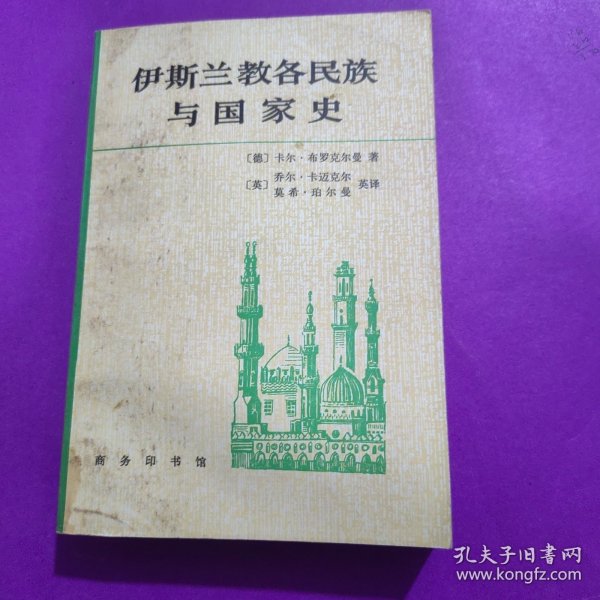 伊斯兰教各民族
与国家史
〔德〕卡尔·布罗克尔曼 著
〔英〕乔尔·卡迈克尔
莫希·珀尔曼 英译
商务印书馆
孔夫子旧书网
www.kongfz.com